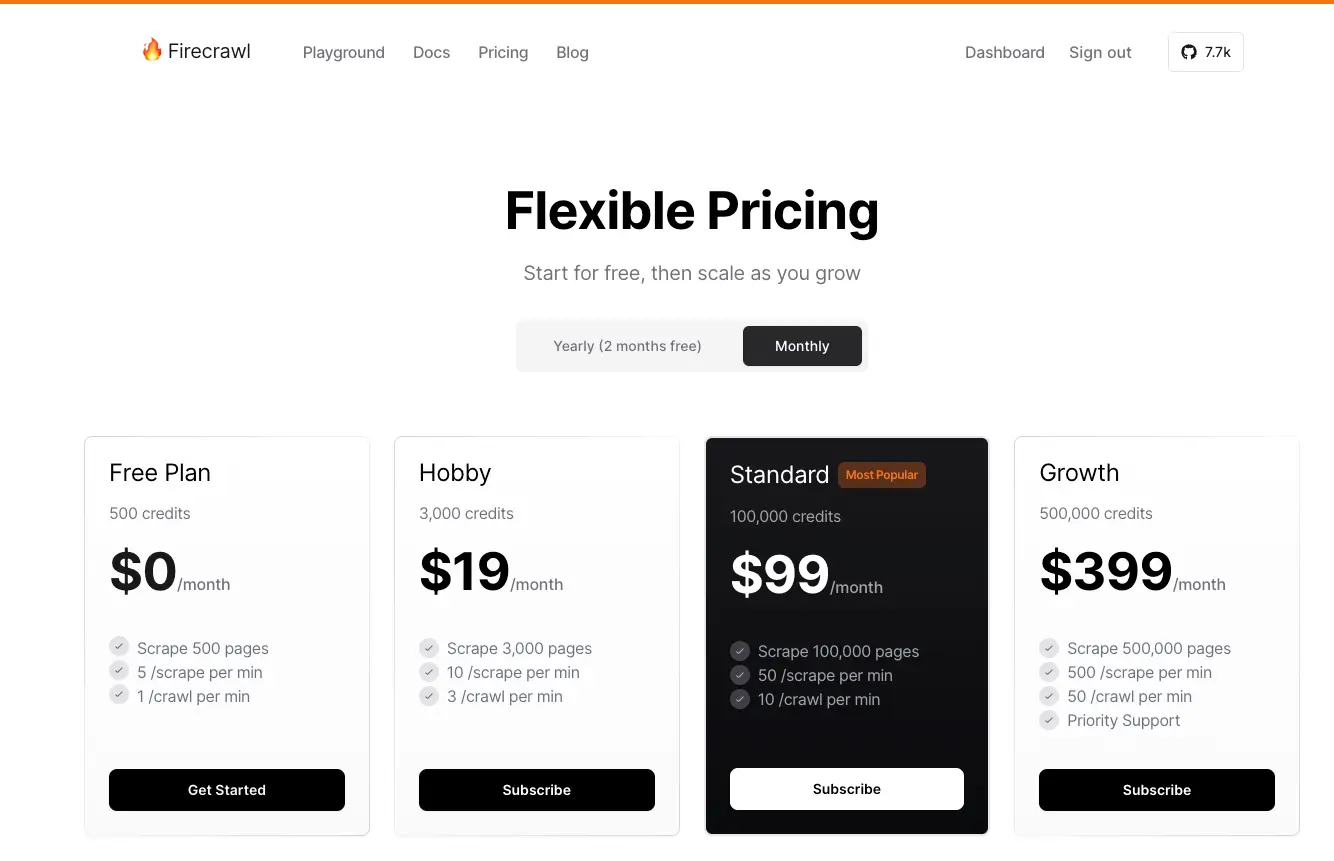 Firecrawl Playground Docs Pricing Blog Dashboard Sign out 7.7k
Flexible Pricing
Start for free, then scale as you grow
Yearly (2 months free) Monthly
Free Plan
500 credits
$0/month
Scrape 500 pages
5 /scrape per min
1 /crawl per min
Get Started
Hobby
3,000 credits
$19/month
Scrape 3,000 pages
10 /scrape per min
3 /crawl per min
Subscribe
Standard Most Popular
100,000 credits
$99/month
Scrape 100,000 pages
50 /scrape per min
10 /crawl per min
Subscribe
Growth
500,000 credits
$399/month
Scrape 500,000 pages
500 /scrape per min
50 /crawl per min
Priority Support
Subscribe